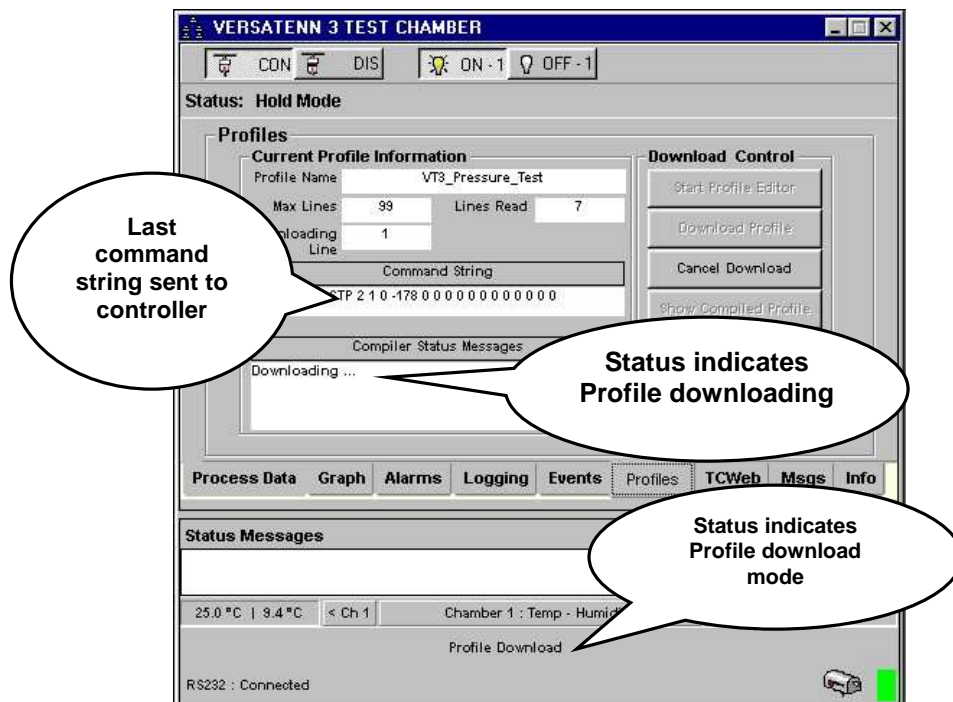 VERSATENN 3 TEST CHAMBER
CON DIS ON - 1 OFF - 1
Status: Hold Mode
Profiles
Current Profile Information
Profile Name VT3_Pressure_Test
Max Lines 99 Lines Read 7
Line 1
Command String
2 1 0 -178 0 0 0 0 0 0 0 0 0 0 0 0
Compiler Status Messages
Downloading ...
Download Control
Start Profile Editor
Download Profile
Cancel Download
Show Compiled Profile
Last
command
string sent to
controller
Status indicates
Profile downloading
Process Data Graph Alarms Logging Events Profiles TCWeb Msgs Info
Status Messages
Status indicates
Profile download
mode
25.0 °C | 9.4 °C < Ch 1 Chamber 1 : Temp -
Profile Download
RS232 : Connected